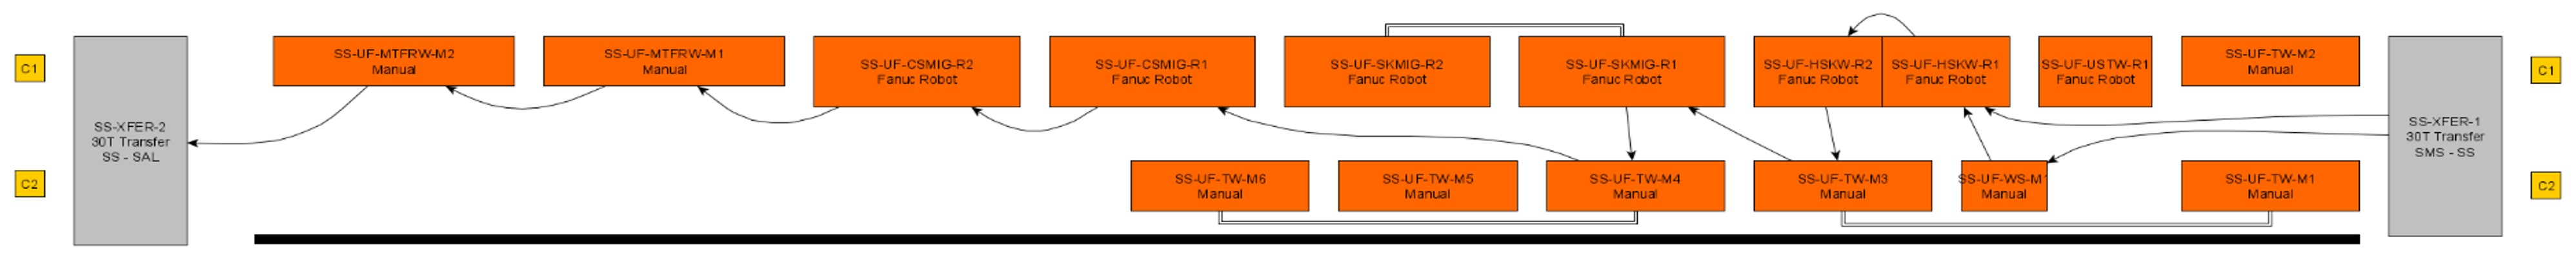 C1
C2
SS-XFER-2
30T Transfer
SS - SAL
SS-UF-MTFRW-M2
Manual
SS-UF-MTFRW-M1
Manual
SS-UF-CSMIG-R2
Fanuc Robot
SS-UF-CSMIG-R1
Fanuc Robot
SS-UF-SKMIG-R2
Fanuc Robot
SS-UF-SKMIG-R1
Fanuc Robot
SS-UF-HSKW-R2
Fanuc Robot
SS-UF-HSKW-R1
Fanuc Robot
SS-UF-USTW-R1
Fanuc Robot
SS-UF-TW-M2
Manual
SS-UF-TW-M6
Manual
SS-UF-TW-M5
Manual
SS-UF-TW-M4
Manual
SS-UF-TW-M3
Manual
SS-UF-WS-M1
Manual
SS-UF-TW-M1
Manual
SS-XFER-1
30T Transfer
SMS - SS
C1
C2